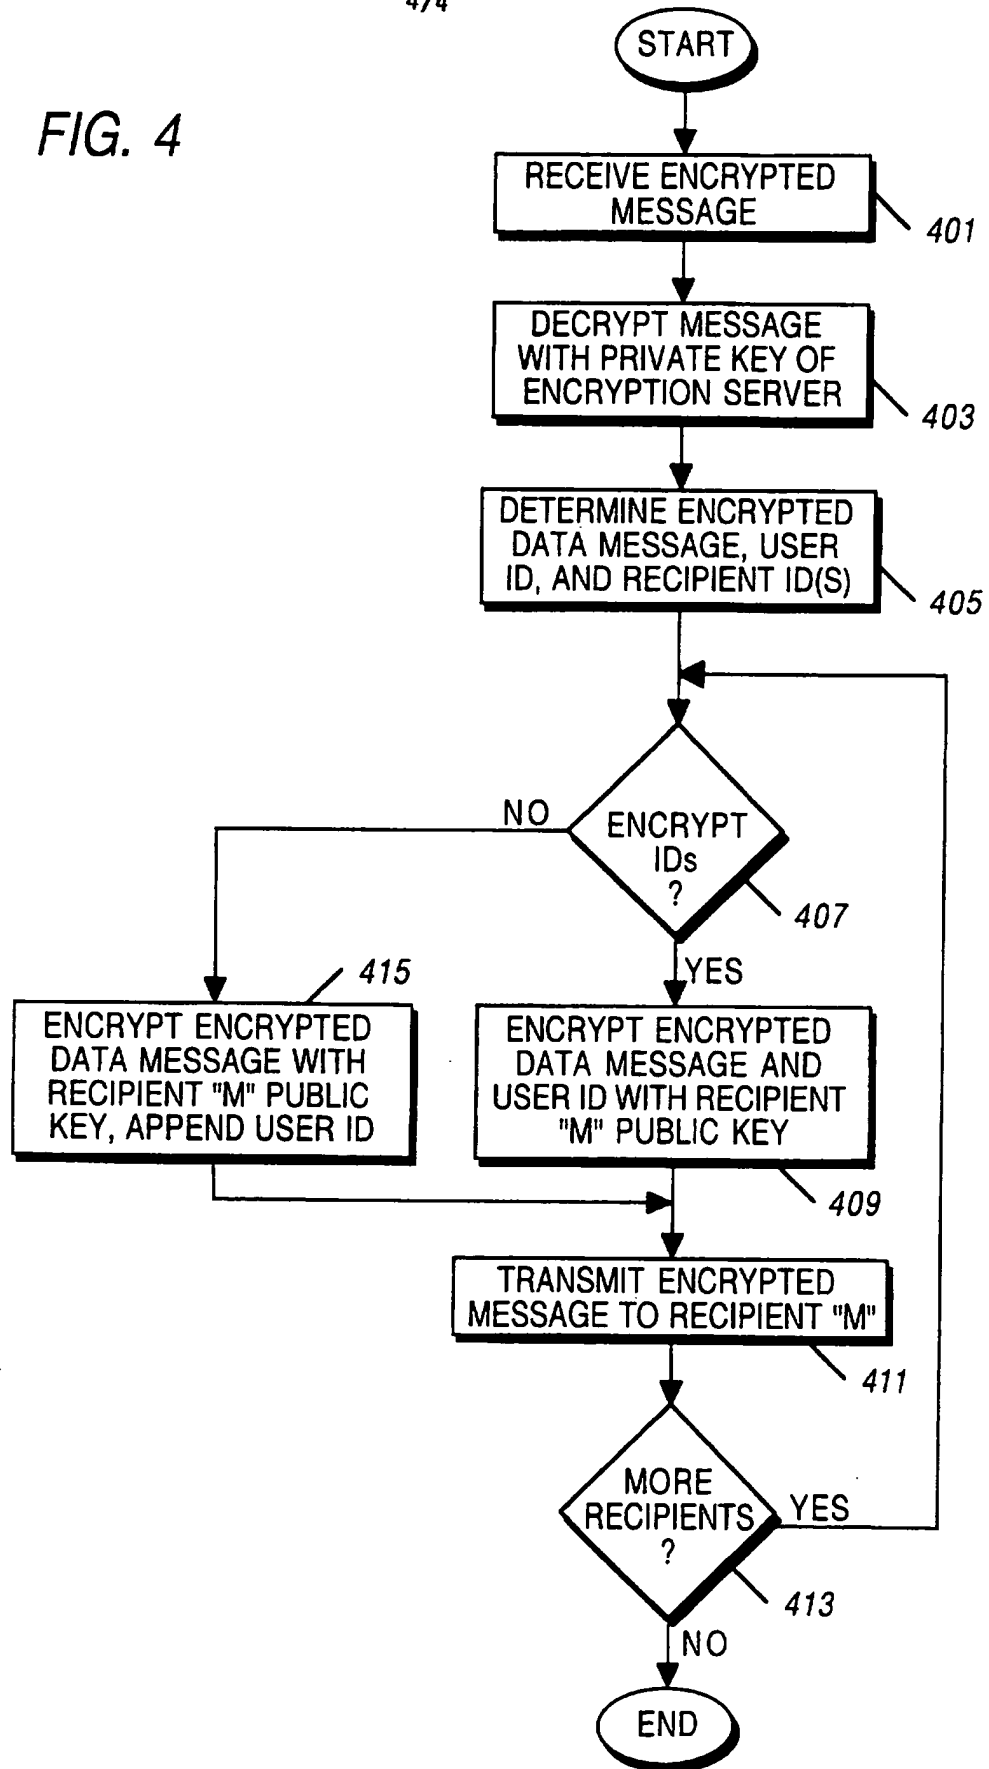 4/4
FIG. 4
START
RECEIVE ENCRYPTED
MESSAGE
401
DECRYPT MESSAGE
WITH PRIVATE KEY OF
ENCRYPTION SERVER
403
DETERMINE ENCRYPTED
DATA MESSAGE, USER
ID, AND RECIPIENT ID(S)
405
ENCRYPT
IDs
?
407
NO
YES
415
ENCRYPT ENCRYPTED
DATA MESSAGE WITH
RECIPIENT "M" PUBLIC
KEY, APPEND USER ID
ENCRYPT ENCRYPTED
DATA MESSAGE AND
USER ID WITH RECIPIENT
"M" PUBLIC KEY
409
TRANSMIT ENCRYPTED
MESSAGE TO RECIPIENT "M"
411
MORE
RECIPIENTS
?
YES
413
NO
END